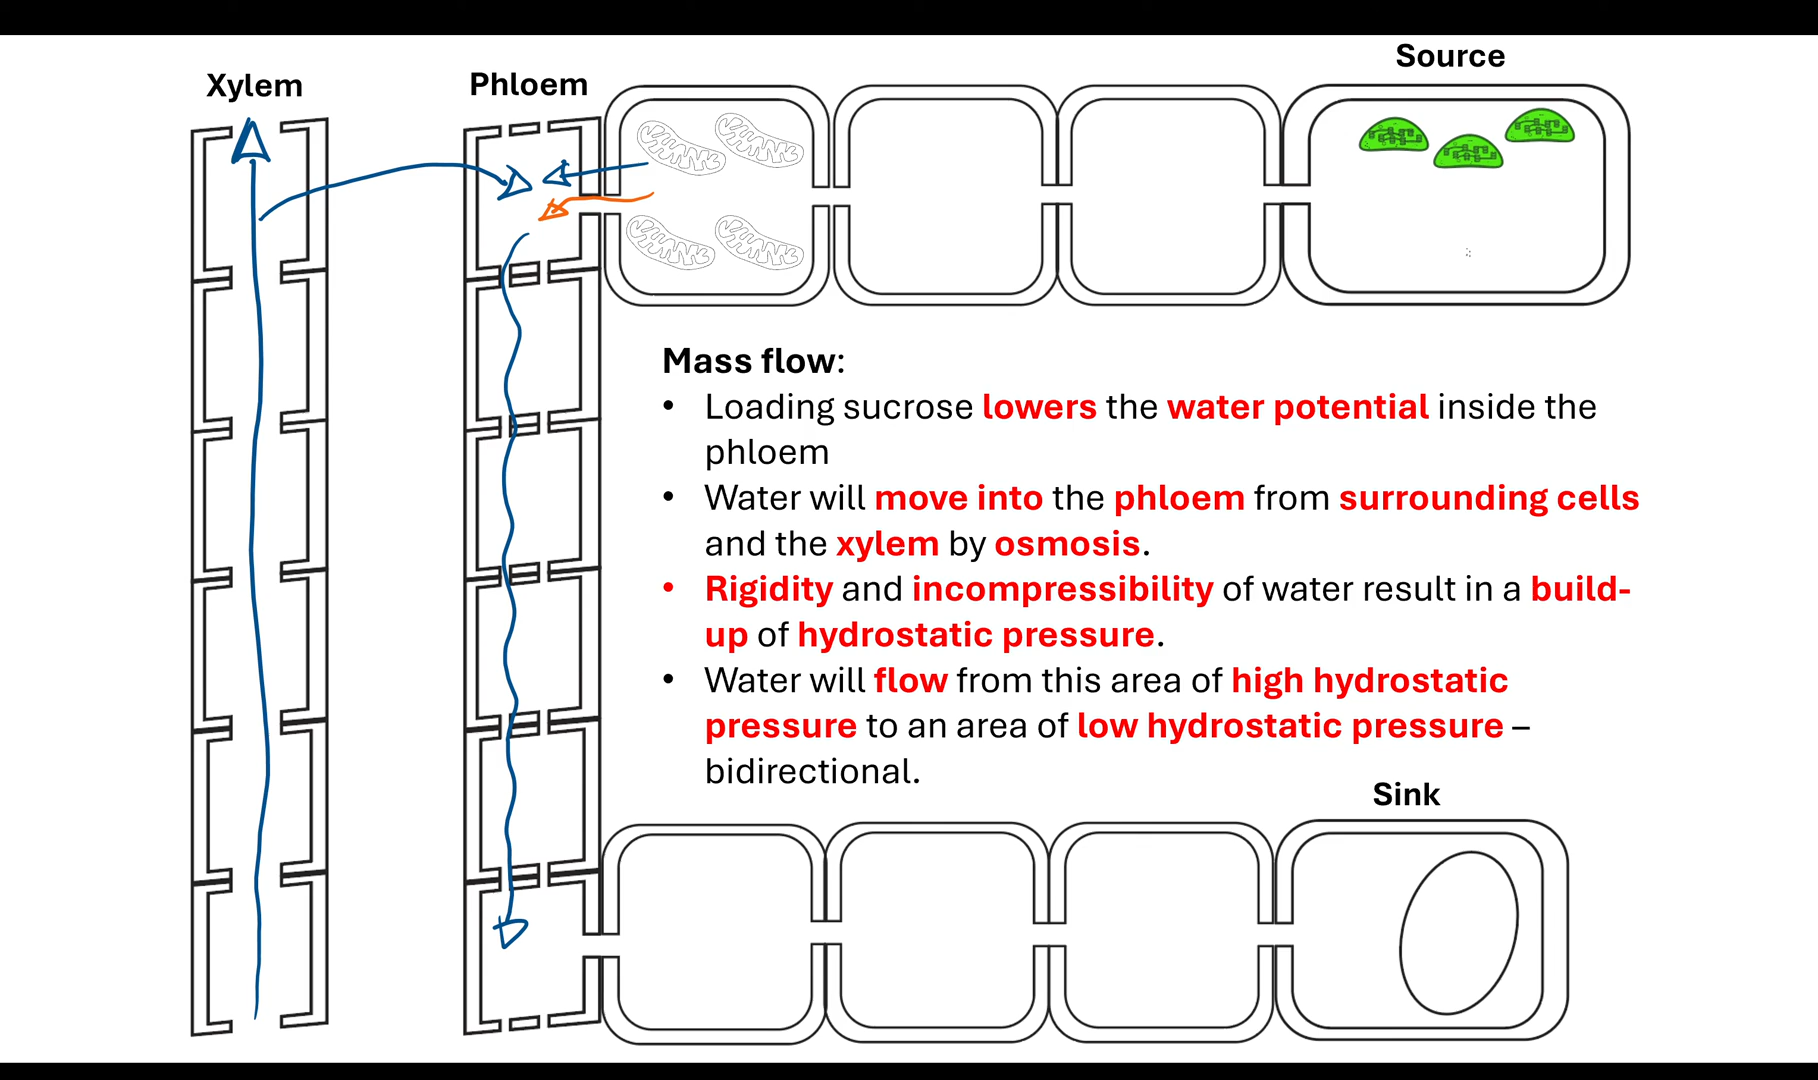 Source
Xylem
Phloem
Mass flow:
• Loading sucrose lowers the water potential inside the
phloem
• Water will move into the phloem from surrounding cells
and the xylem by osmosis.
• Rigidity and incompressibility of water result in a build-
up of hydrostatic pressure.
• Water will flow from this area of high hydrostatic
pressure to an area of low hydrostatic pressure –
bidirectional.
Sink